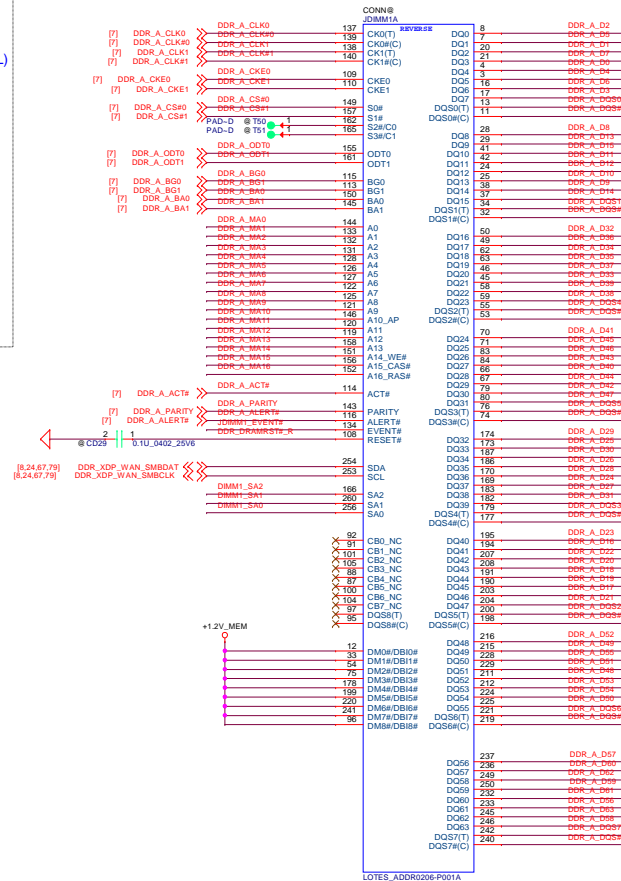 CONN@
JDIMM1A
REVERSE
L)
[7] DDR_A_CLK0 DDR_A_CLK0 137 CK0(T) DQ0 8 DDR_A_D2
[7] DDR_A_CLK#0 DDR_A_CLK#0 139 CK0#(C) DQ1 7 DDR_A_D5
[7] DDR_A_CLK1 DDR_A_CLK1 138 CK1(T) DQ2 20 DDR_A_D1
[7] DDR_A_CLK#1 DDR_A_CLK#1 140 CK1#(C) DQ3 21 DDR_A_D7
DQ4 4 DDR_A_D0
[7] DDR_A_CKE0 DDR_A_CKE0 109 CKE0 DQ5 3 DDR_A_D4
[7] DDR_A_CKE1 DDR_A_CKE1 110 CKE1 DQ6 16 DDR_A_D6
DQ7 17 DDR_A_D3
[7] DDR_A_CS#0 DDR_A_CS#0 149 S0# DQS0(T) 13 DDR_A_DQS0
[7] DDR_A_CS#1 DDR_A_CS#1 157 S1# DQS0#(C) 11 DDR_A_DQS#
PAD~D @ T50 1 162 S2#/C0
PAD~D @ T51 1 165 S3#/C1 DQ8 28 DDR_A_D8
DQ9 29 DDR_A_D13
[7] DDR_A_ODT0 DDR_A_ODT0 155 ODT0 DQ10 41 DDR_A_D15
[7] DDR_A_ODT1 DDR_A_ODT1 161 ODT1 DQ11 42 DDR_A_D11
DQ12 24 DDR_A_D12
[7] DDR_A_BG0 DDR_A_BG0 115 BG0 DQ13 25 DDR_A_D10
[7] DDR_A_BG1 DDR_A_BG1 113 BG1 DQ14 38 DDR_A_D9
[7] DDR_A_BA0 DDR_A_BA0 150 BA0 DQ15 37 DDR_A_D14
[7] DDR_A_BA1 DDR_A_BA1 145 BA1 DQS1(T) 34 DDR_A_DQS1
DQS1#(C) 32 DDR_A_DQS#
DDR_A_MA0 144 A0
DDR_A_MA1 133 A1 DQ16 50 DDR_A_D32
DDR_A_MA2 132 A2 DQ17 49 DDR_A_D36
DDR_A_MA3 131 A3 DQ18 62 DDR_A_D34
DDR_A_MA4 128 A4 DQ19 63 DDR_A_D35
DDR_A_MA5 126 A5 DQ20 46 DDR_A_D37
DDR_A_MA6 127 A6 DQ21 45 DDR_A_D33
DDR_A_MA7 122 A7 DQ22 58 DDR_A_D39
DDR_A_MA8 125 A8 DQ23 59 DDR_A_D38
DDR_A_MA9 121 A9 DQS2(T) 55 DDR_A_DQS4
DDR_A_MA10 146 A10_AP DQS2#(C) 53 DDR_A_DQS#
DDR_A_MA11 120 A11
DDR_A_MA12 119 A12 DQ24 70 DDR_A_D41
DDR_A_MA13 158 A13 DQ25 71 DDR_A_D45
DDR_A_MA14 151 A14_WE# DQ26 83 DDR_A_D46
DDR_A_MA15 156 A15_CAS# DQ27 84 DDR_A_D43
DDR_A_MA16 152 A16_RAS# DQ28 66 DDR_A_D40
DQ29 67 DDR_A_D44
[7] DDR_A_ACT# DDR_A_ACT# 114 ACT# DQ30 79 DDR_A_D42
DQ31 80 DDR_A_D47
[7] DDR_A_PARITY DDR_A_PARITY 143 PARITY DQS3(T) 76 DDR_A_DQS5
[7] DDR_A_ALERT# DDR_A_ALERT# 116 ALERT# DQS3#(C) 74 DDR_A_DQS#
JDIMM1_EVENT# 134 EVENT#
@ CD29 2 1 0.1U_0402_25V6 DDR_DRAMRST#_R 108 RESET# DQ32 174 DDR_A_D29
DQ33 173 DDR_A_D25
DQ34 187 DDR_A_D30
[8,24,67,79] DDR_XDP_WAN_SMBDAT 254 SDA DQ35 186 DDR_A_D26
[8,24,67,79] DDR_XDP_WAN_SMBCLK 253 SCL DQ36 170 DDR_A_D28
DQ37 169 DDR_A_D24
DIMM1_SA2 166 SA2 DQ38 183 DDR_A_D27
DIMM1_SA1 260 SA1 DQ39 182 DDR_A_D31
DIMM1_SA0 256 SA0 DQS4(T) 179 DDR_A_DQS3
DQS4#(C) 177 DDR_A_DQS#
92 CB0_NC DQ40 195 DDR_A_D23
91 CB1_NC DQ41 194 DDR_A_D16
101 CB2_NC DQ42 207 DDR_A_D22
105 CB3_NC DQ43 208 DDR_A_D20
88 CB4_NC DQ44 191 DDR_A_D18
87 CB5_NC DQ45 190 DDR_A_D19
100 CB6_NC DQ46 203 DDR_A_D17
104 CB7_NC DQ47 204 DDR_A_D21
97 DQS8(T) DQS5(T) 200 DDR_A_DQS2
95 DQS8#(C) DQS5#(C) 198 DDR_A_DQS#
+1.2V_MEM
DQ48 216 DDR_A_D52
12 DM0#/DBI0# DQ49 215 DDR_A_D49
33 DM1#/DBI1# DQ50 228 DDR_A_D55
54 DM2#/DBI2# DQ51 229 DDR_A_D51
75 DM3#/DBI3# DQ52 211 DDR_A_D48
178 DM4#/DBI4# DQ53 212 DDR_A_D53
199 DM5#/DBI5# DQ54 224 DDR_A_D54
220 DM6#/DBI6# DQ55 225 DDR_A_D50
241 DM7#/DBI7# DQS6(T) 221 DDR_A_DQS6
96 DM8#/DBI8# DQS6#(C) 219 DDR_A_DQS#
DQ56 237 DDR_A_D57
DQ57 236 DDR_A_D60
DQ58 249 DDR_A_D62
DQ59 250 DDR_A_D59
DQ60 232 DDR_A_D61
DQ61 233 DDR_A_D56
DQ62 245 DDR_A_D63
DQ63 246 DDR_A_D58
DQS7(T) 242 DDR_A_DQS7
DQS7#(C) 240 DDR_A_DQS#
LOTES_ADDR0206-P001A